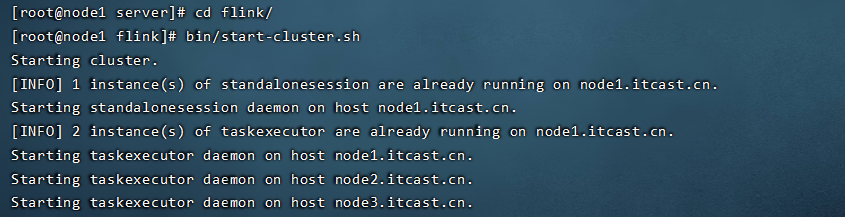 [root@node1 server]# cd flink/
[root@node1 flink]# bin/start-cluster.sh
Starting cluster.
[INFO] 1 instance(s) of standalonesession are already running on node1.itcast.cn.
Starting standalonesession daemon on host node1.itcast.cn.
[INFO] 2 instance(s) of taskexecutor are already running on node1.itcast.cn.
Starting taskexecutor daemon on host node1.itcast.cn.
Starting taskexecutor daemon on host node2.itcast.cn.
Starting taskexecutor daemon on host node3.itcast.cn.